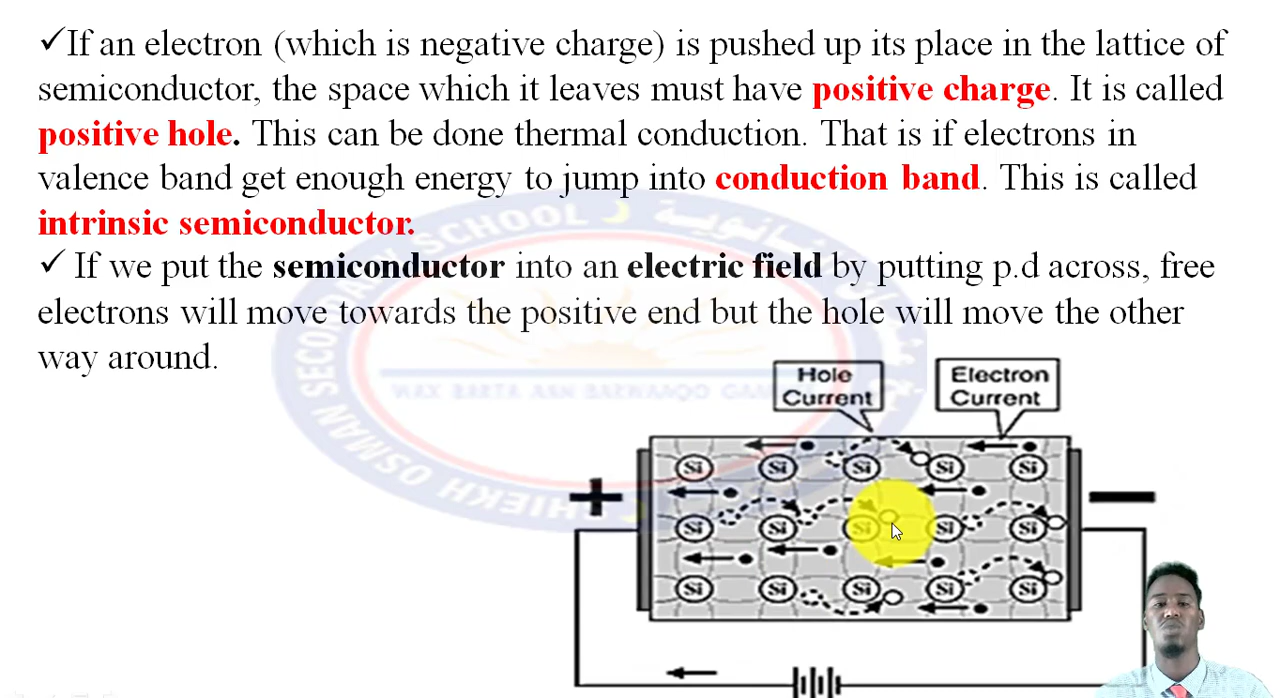 ✓If an electron (which is negative charge) is pushed up its place in the lattice of
semiconductor, the space which it leaves must have positive charge. It is called
positive hole. This can be done thermal conduction. That is if electrons in
valence band get enough energy to jump into conduction band. This is called
intrinsic semiconductor.
✓ If we put the semiconductor into an electric field by putting p.d across, free
electrons will move towards the positive end but the hole will move the other
way around.
Hole
Current
Electron
Current
Si Si Si Si Si
+ −
Si Si Si Si Si
Si Si Si Si Si
SHIEKH OSMAN SECONDARY SCHOOL